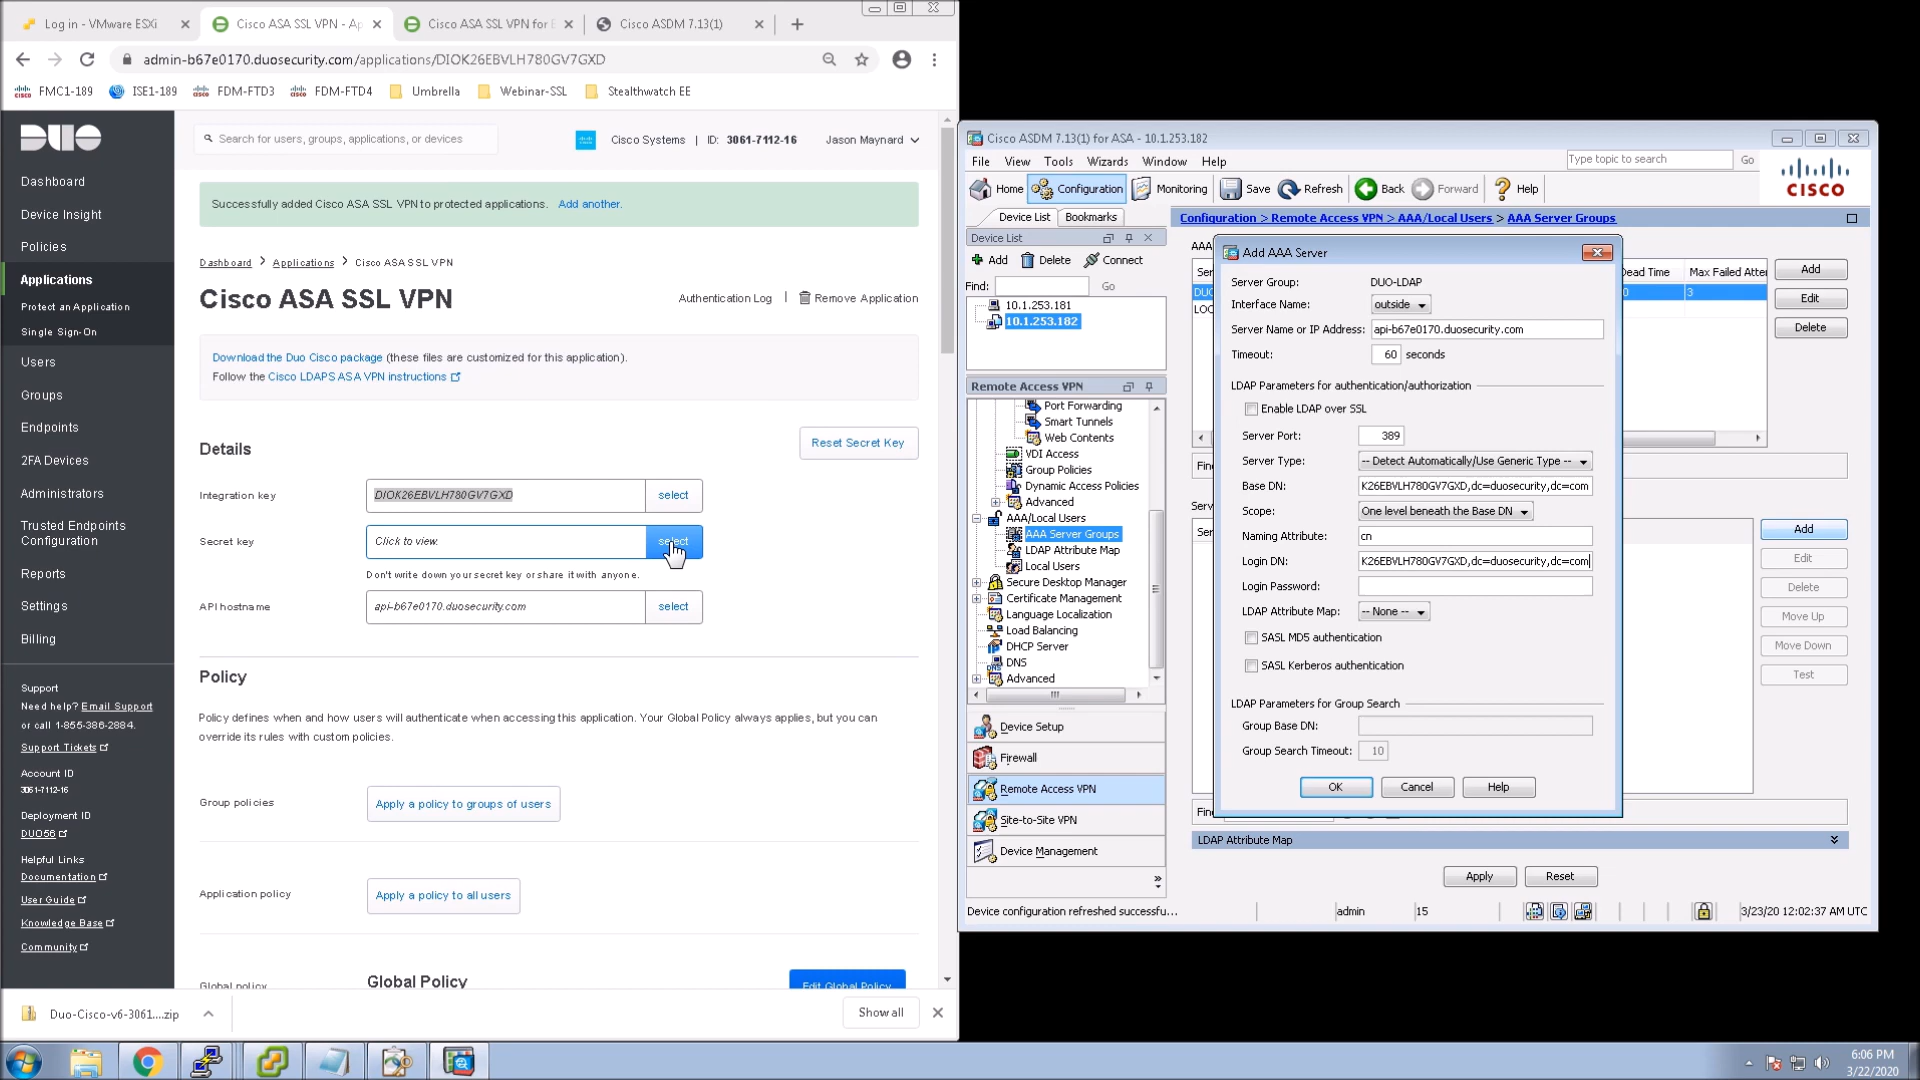 Log in - VMware ESXi
Cisco ASA SSL VPN - Ap
Cisco ASA SSL VPN for
Cisco ASDM 7.13(1)
admin-b67e0170.duosecurity.com/applications/DIOK26EBVLH780GV7GXD
FMC1-189
ISE1-189
FDM-FTD3
FDM-FTD4
Umbrella
Webinar-SSL
Stealthwatch EE
DUO
Search for users, groups, applications, or devices
Cisco Systems | ID: 3061-7112-16
Jason Maynard
Dashboard
Device Insight
Policies
Applications
Protect an Application
Single Sign-On
Users
Groups
Endpoints
2FA Devices
Administrators
Trusted Endpoints
Configuration
Reports
Settings
Billing
Support
Need help? Email Support
or call 1-855-386-2884.
Support Tickets
Account ID
3061-7112-16
Deployment ID
DUO56
Helpful Links
Documentation
User Guide
Knowledge Base
Community
Successfully added Cisco ASA SSL VPN to protected applications. Add another.
Dashboard > Applications > Cisco ASA SSL VPN
Cisco ASA SSL VPN
Authentication Log | Remove Application
Download the Duo Cisco package (these files are customized for this application).
Follow the Cisco LDAPS ASA VPN instructions
Details
Reset Secret Key
Integration key
DIOK26EBVLH780GV7GXD
select
Secret key
Click to view.
select
Don't write down your secret key or share it with anyone.
API hostname
api-b67e0170.duosecurity.com
select
Policy
Policy defines when and how users will authenticate when accessing this application. Your Global Policy always applies, but you can
override its rules with custom policies.
Group policies
Apply a policy to groups of users
Application policy
Apply a policy to all users
Global policy
Global Policy
Edit Global Policy
Duo-Cisco-v6-3061....zip
Show all
Cisco ASDM 7.13(1) for ASA - 10.1.253.182
File View Tools Wizards Window Help
Type topic to search
Go
CISCO
Home Configuration Monitoring Save Refresh Back Forward Help
Device List
Bookmarks
Device List
Add Delete Connect
Find:
Go
10.1.253.181
10.1.253.182
Remote Access VPN
Port Forwarding
Smart Tunnels
Web Contents
VDI Access
Group Policies
Dynamic Access Policies
Advanced
AAA/Local Users
AAA Server Groups
LDAP Attribute Map
Local Users
Secure Desktop Manager
Certificate Management
Language Localization
Load Balancing
DHCP Server
DNS
Advanced
Device Setup
Firewall
Remote Access VPN
Site-to-Site VPN
Device Management
Configuration > Remote Access VPN > AAA/Local Users > AAA Server Groups
AAA
Ser
DUO
LOC
Dead Time
Max Failed Atte
0
3
Add
Edit
Delete
Fin
Serv
Ser
Add
Edit
Delete
Move Up
Move Down
Test
Fin
Add AAA Server
Server Group: DUO-LDAP
Interface Name: outside
Server Name or IP Address: api-b67e0170.duosecurity.com
Timeout: 60 seconds
LDAP Parameters for authentication/authorization
Enable LDAP over SSL
Server Port: 389
Server Type: -- Detect Automatically/Use Generic Type --
Base DN: K26EBVLH780GV7GXD,dc=duosecurity,dc=com
Scope: One level beneath the Base DN
Naming Attribute: cn
Login DN: K26EBVLH780GV7GXD,dc=duosecurity,dc=com
Login Password:
LDAP Attribute Map: -- None --
SASL MD5 authentication
SASL Kerberos authentication
LDAP Parameters for Group Search
Group Base DN:
Group Search Timeout: 10
OK Cancel Help
LDAP Attribute Map
Apply Reset
Device configuration refreshed successfu...
admin
15
3/23/20 12:02:37 AM UTC
6:06 PM
3/22/2020